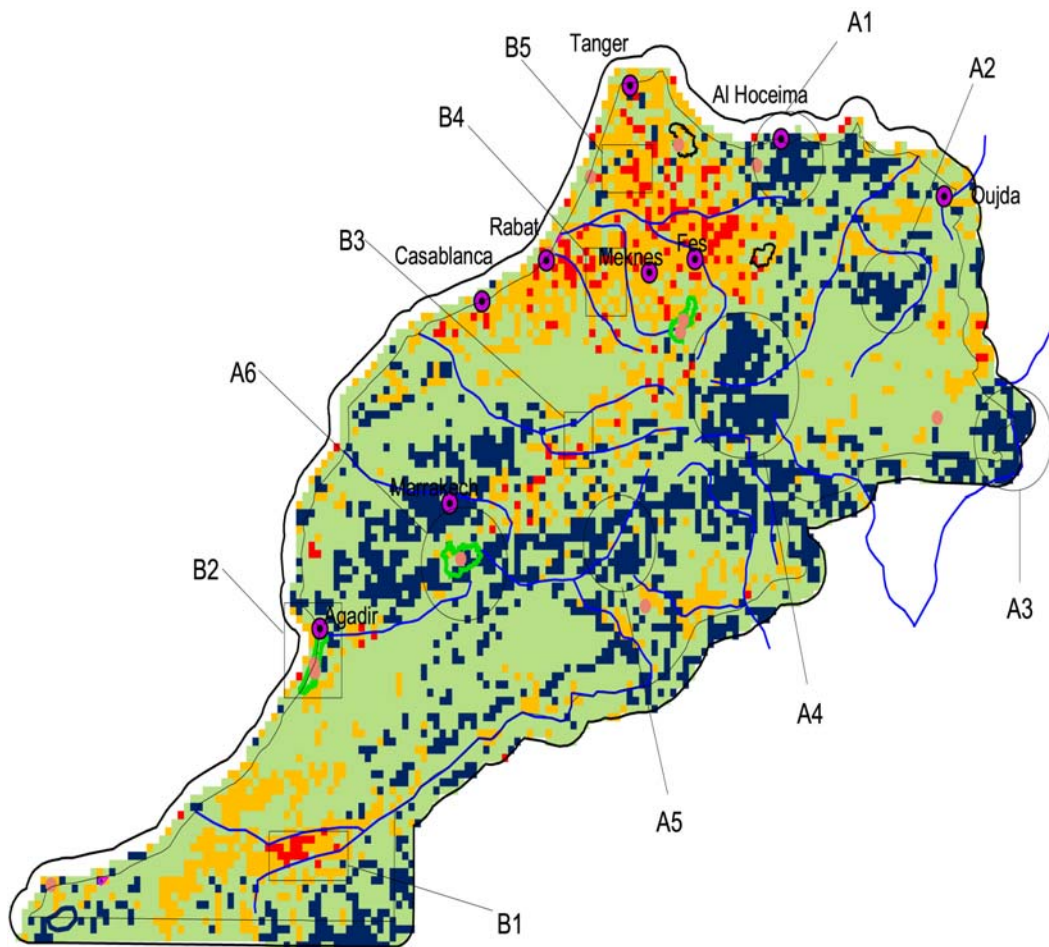 A1
Tanger
B5
A2
Al Hoceima
B4
Oujda
Rabat
B3
Fes
Casablanca
Meknes
A6
Marrakech
B2
A3
Agadir
A4
A5
B1